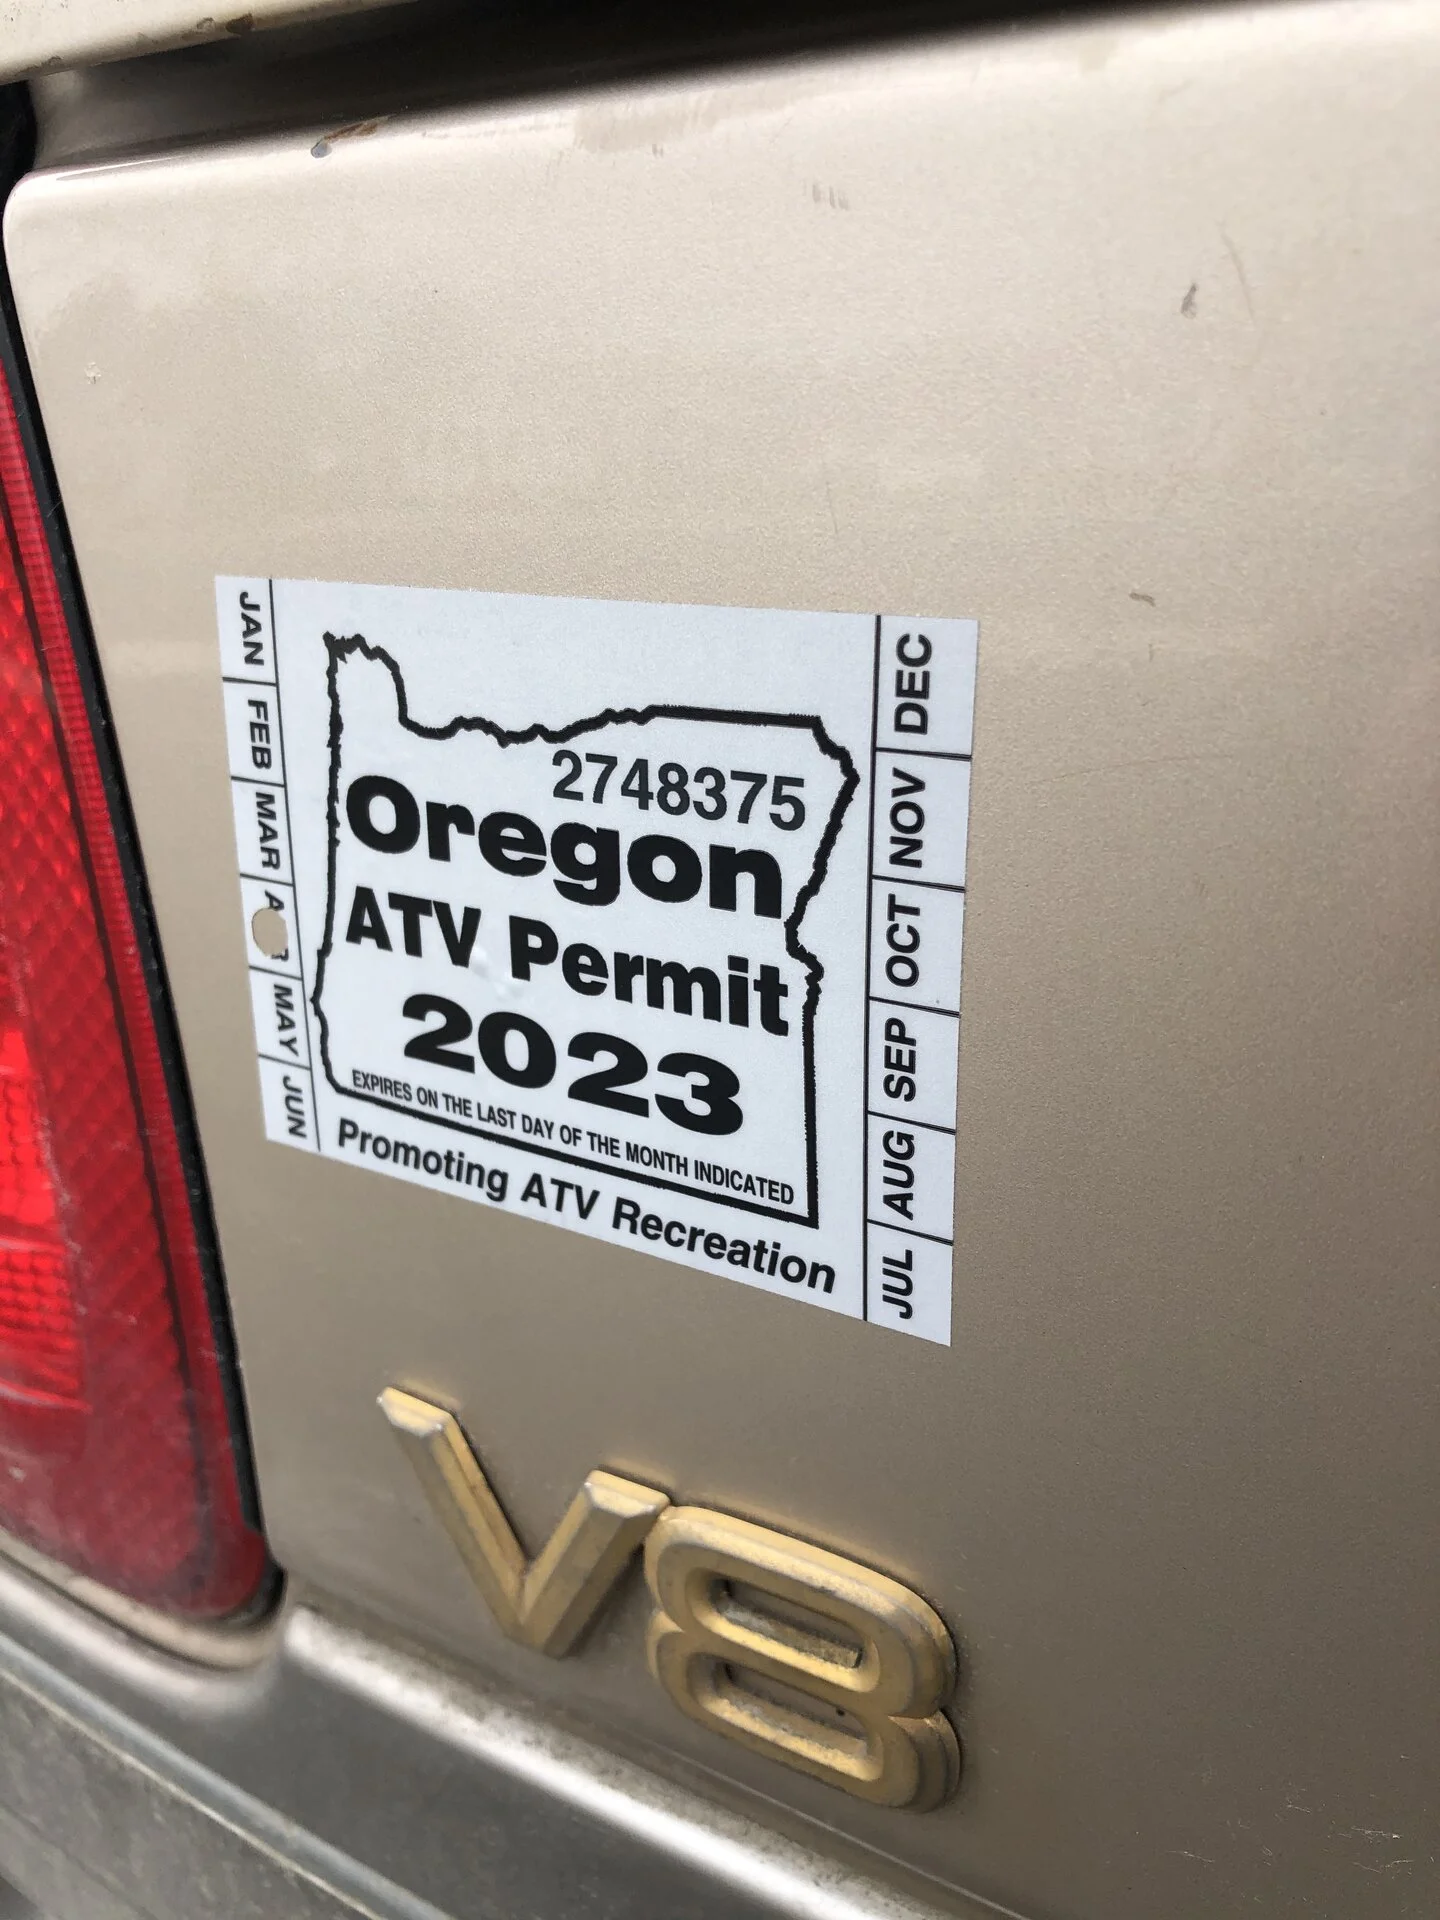 JAN
FEB
MAR
MAY
JUN
2748375
Oregon
ATV Permit
2023
EXPIRES ON THE LAST DAY OF THE MONTH INDICATED
Promoting ATV Recreation
DEC
NOV
OCT
SEP
AUG
JUL
V8